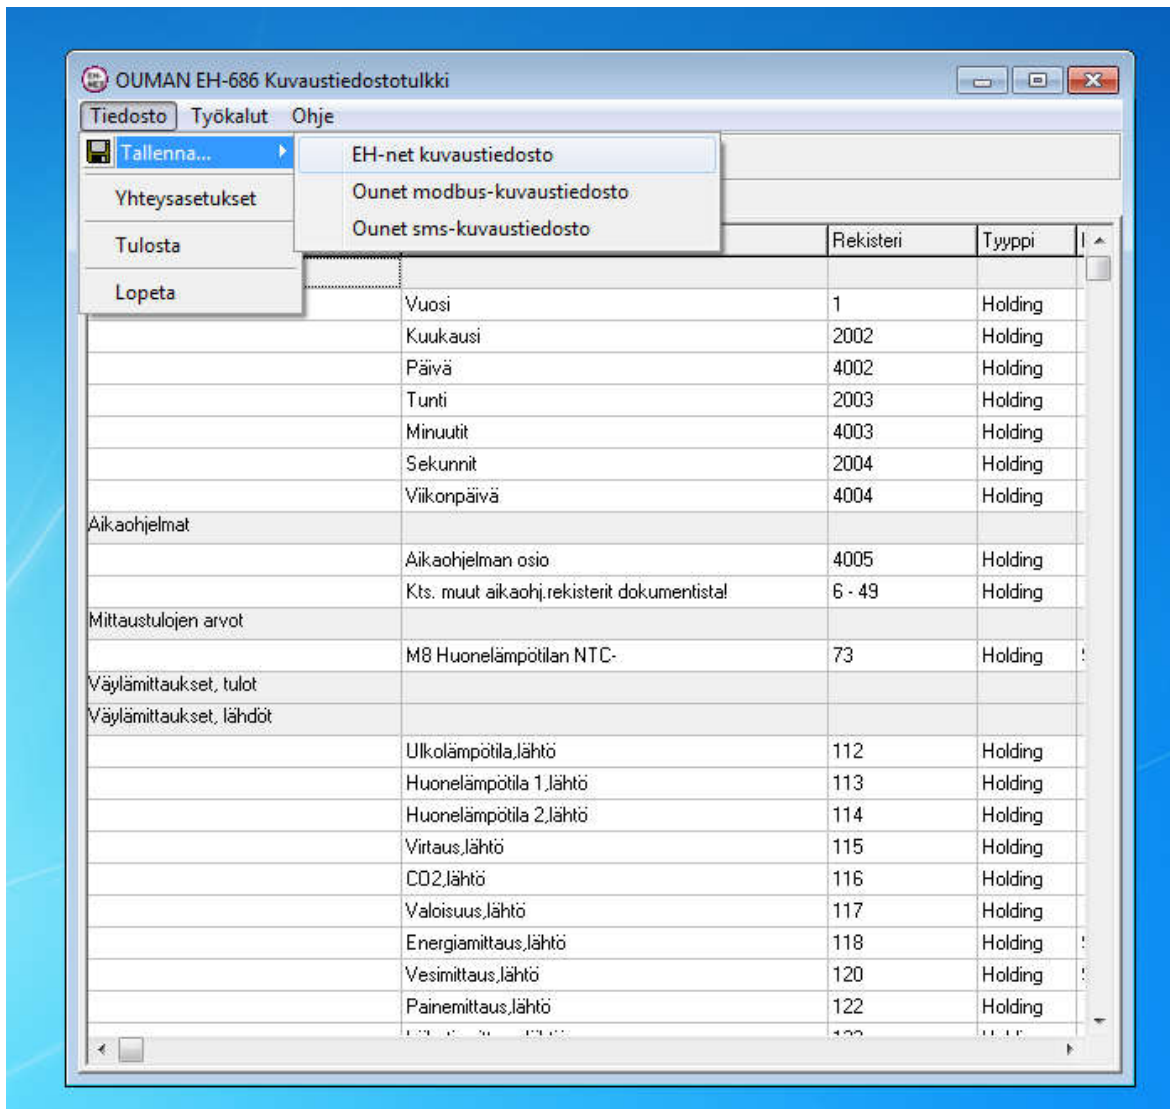 OUMAN EH-686 Kuvaustiedostotulkki
Tiedosto Työkalut Ohje
Tallenna...
Yhteysasetukset
Tulosta
Lopeta
EH-net kuvaustiedosto
Ounet modbus-kuvaustiedosto
Ounet sms-kuvaustiedosto
Rekisteri Tyyppi
Vuosi 1 Holding
Kuukausi 2002 Holding
Päivä 4002 Holding
Tunti 2003 Holding
Minuutit 4003 Holding
Sekunnit 2004 Holding
Viikonpäivä 4004 Holding
Aikaohjelmat
Aikaohjelman osio 4005 Holding
Kts. muut aikaohj.rekisterit dokumentista! 6 - 49 Holding
Mittaustulojen arvot
M8 Huonelämpötilan NTC- 73 Holding
Väylämittaukset, tulot
Väylämittaukset, lähdöt
Ulkolämpötila,lähtö 112 Holding
Huonelämpötila 1,lähtö 113 Holding
Huonelämpötila 2,lähtö 114 Holding
Virtaus,lähtö 115 Holding
CO2,lähtö 116 Holding
Valoisuus,lähtö 117 Holding
Energiamittaus,lähtö 118 Holding
Vesimittaus,lähtö 120 Holding
Painemittaus,lähtö 122 Holding